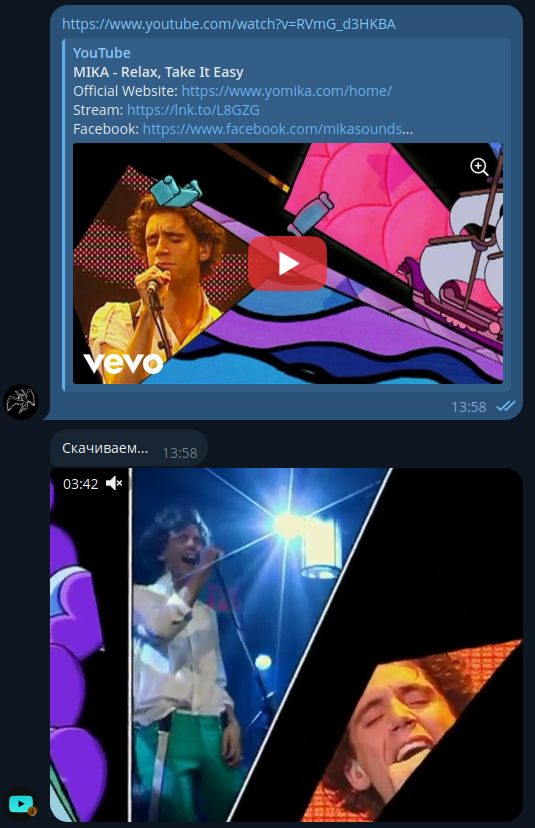 https://www.youtube.com/watch?v=RVmG_d3HKBA
YouTube
MIKA - Relax, Take It Easy
Official Website: https://www.yomika.com/home/
Stream: https://lnk.to/L8GZG
Facebook: https://www.facebook.com/mikasounds...
vevo
13:58
Скачиваем... 13:58
03:42